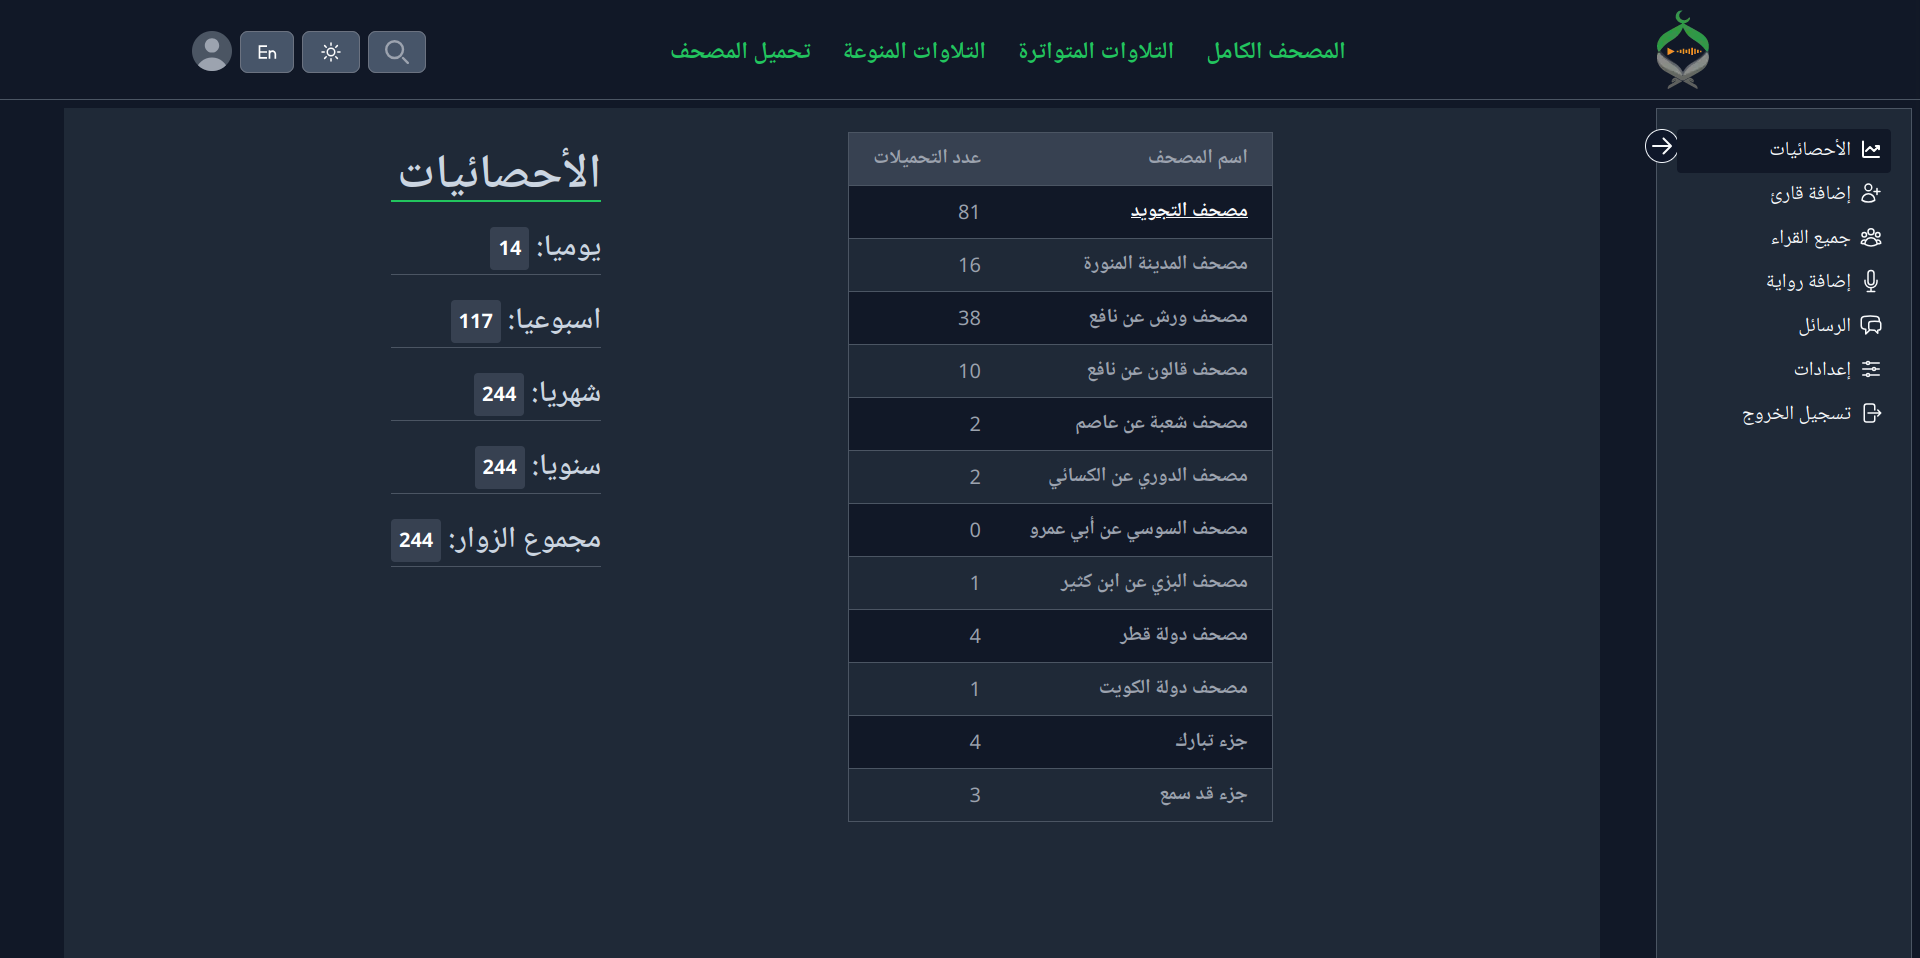 المصحف الكامل
التلاوات المتواترة
التلاوات المنوعة
تحميل المصحف
En
الأحصائيات
إضافة قارئ
جميع القراء
إضافة رواية
الرسائل
إعدادات
تسجيل الخروج
اسم المصحف عدد التحميلات
مصحف التجويد 81
مصحف المدينة المنورة 16
مصحف ورش عن نافع 38
مصحف قالون عن نافع 10
مصحف شعبة عن عاصم 2
مصحف الدوري عن الكسائي 2
مصحف السوسي عن أبي عمرو 0
مصحف البزي عن ابن كثير 1
مصحف دولة قطر 4
مصحف دولة الكويت 1
جزء تبارك 4
جزء قد سمع 3
الأحصائيات
يوميا: 14
اسبوعيا: 117
شهريا: 244
سنويا: 244
مجموع الزوار: 244